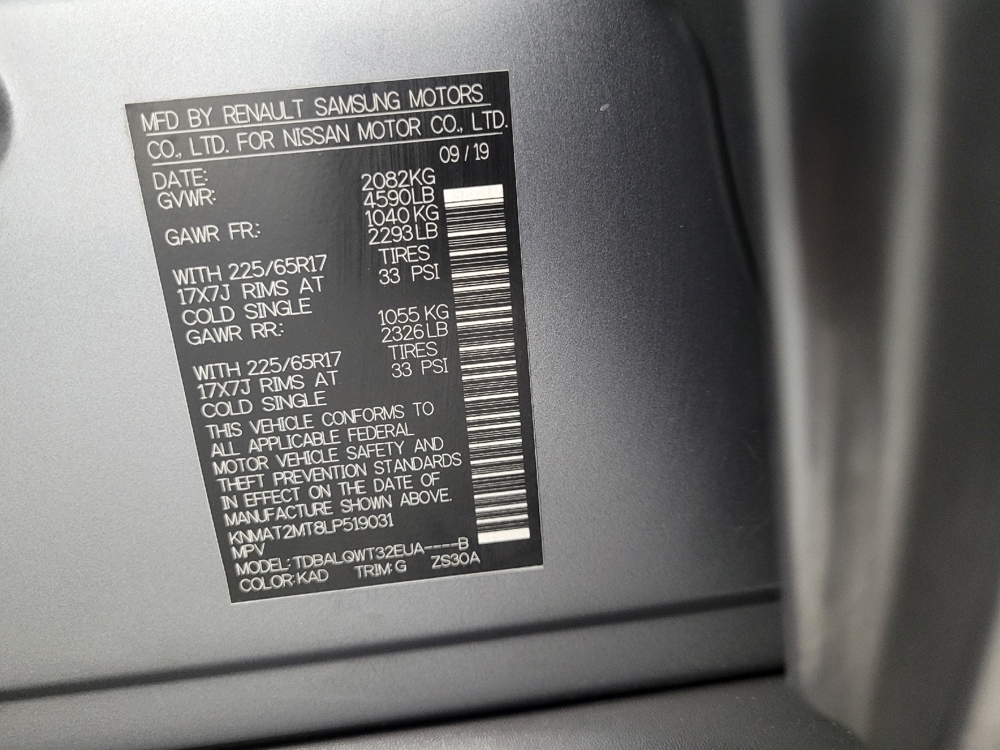 MFD BY RENAULT SAMSUNG MOTORS
CO., LTD. FOR NISSAN MOTOR CO., LTD.
DATE: 09 / 19
GVWR: 2082KG
4590LB
GAWR FR.: 1040 KG
2293LB
WITH 225/65R17 TIRES
17X7J RIMS AT 33 PSI
COLD SINGLE
GAWR RR.: 1055 KG
2326LB
WITH 225/65R17 TIRES
17X7J RIMS AT 33 PSI
COLD SINGLE
THIS VEHICLE CONFORMS TO
ALL APPLICABLE FEDERAL
MOTOR VEHICLE SAFETY AND
THEFT PREVENTION STANDARDS
IN EFFECT ON THE DATE OF
MANUFACTURE SHOWN ABOVE.
KNMAT2MT8LP519031
MPV
MODEL: TDBALQWT32EUA----B
COLOR: KAD TRIM: G ZS30A